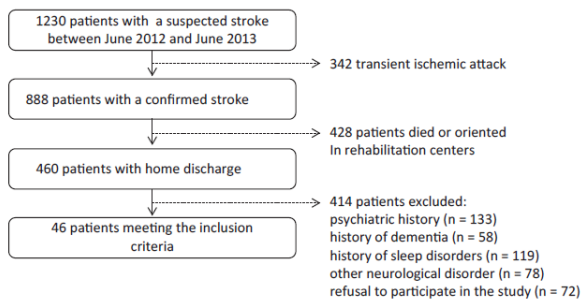 1230 patients with a suspected stroke
between June 2012 and June 2013
342 transient ischemic attack
888 patients with a confirmed stroke
428 patients died or oriented
In rehabilitation centers
460 patients with home discharge
414 patients excluded:
psychiatric history (n = 133)
history of dementia (n = 58)
history of sleep disorders (n = 119)
other neurological disorder (n = 78)
refusal to participate in the study (n = 72)
46 patients meeting the inclusion
criteria